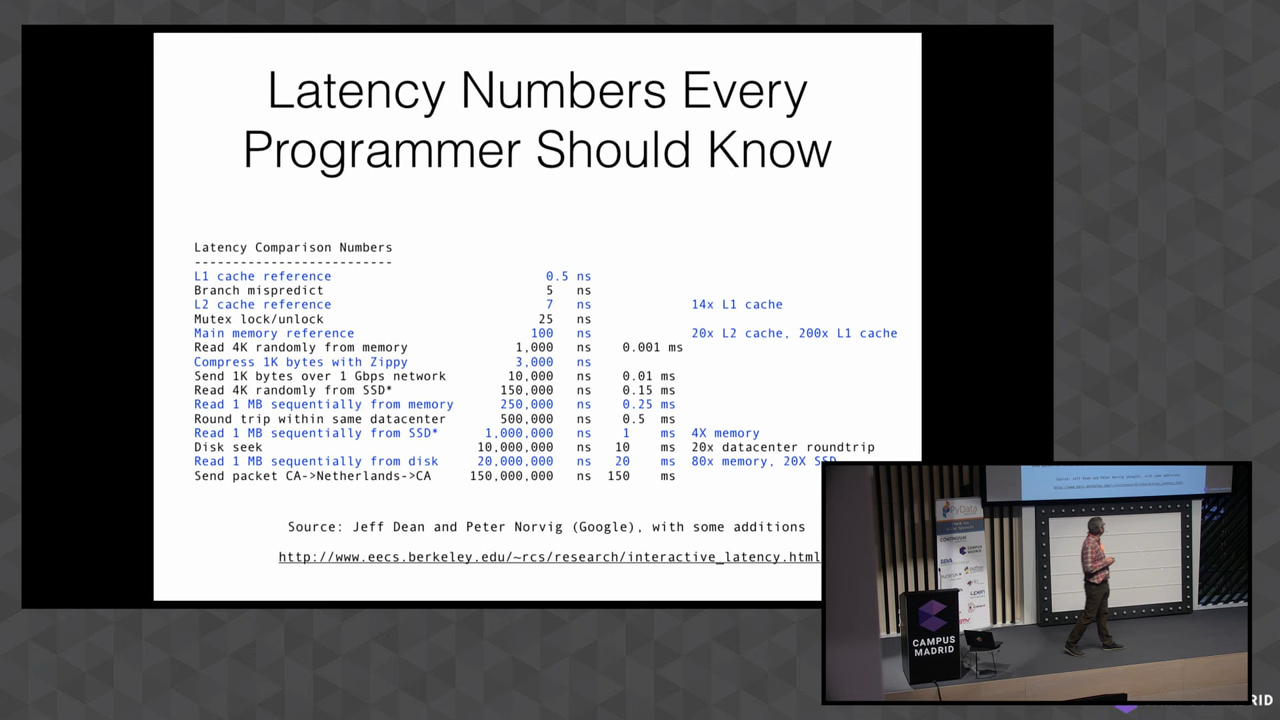 Latency Numbers Every
Programmer Should Know
Latency Comparison Numbers
--------------------------
L1 cache reference 0.5 ns
Branch mispredict 5 ns
L2 cache reference 7 ns 14x L1 cache
Mutex lock/unlock 25 ns
Main memory reference 100 ns 20x L2 cache, 200x L1 cache
Read 4K randomly from memory 1,000 ns 0.001 ms
Compress 1K bytes with Zippy 3,000 ns
Send 1K bytes over 1 Gbps network 10,000 ns 0.01 ms
Read 4K randomly from SSD* 150,000 ns 0.15 ms
Read 1 MB sequentially from memory 250,000 ns 0.25 ms
Round trip within same datacenter 500,000 ns 0.5 ms
Read 1 MB sequentially from SSD* 1,000,000 ns 1 ms 4X memory
Disk seek 10,000,000 ns 10 ms 20x datacenter roundtrip
Read 1 MB sequentially from disk 20,000,000 ns 20 ms 80x memory, 20X SSD
Send packet CA->Netherlands->CA 150,000,000 ns 150 ms
Source: Jeff Dean and Peter Norvig (Google), with some additions
http://www.eecs.berkeley.edu/~rcs/research/interactive_latency.html
PyData
CAMPUS
MADRID